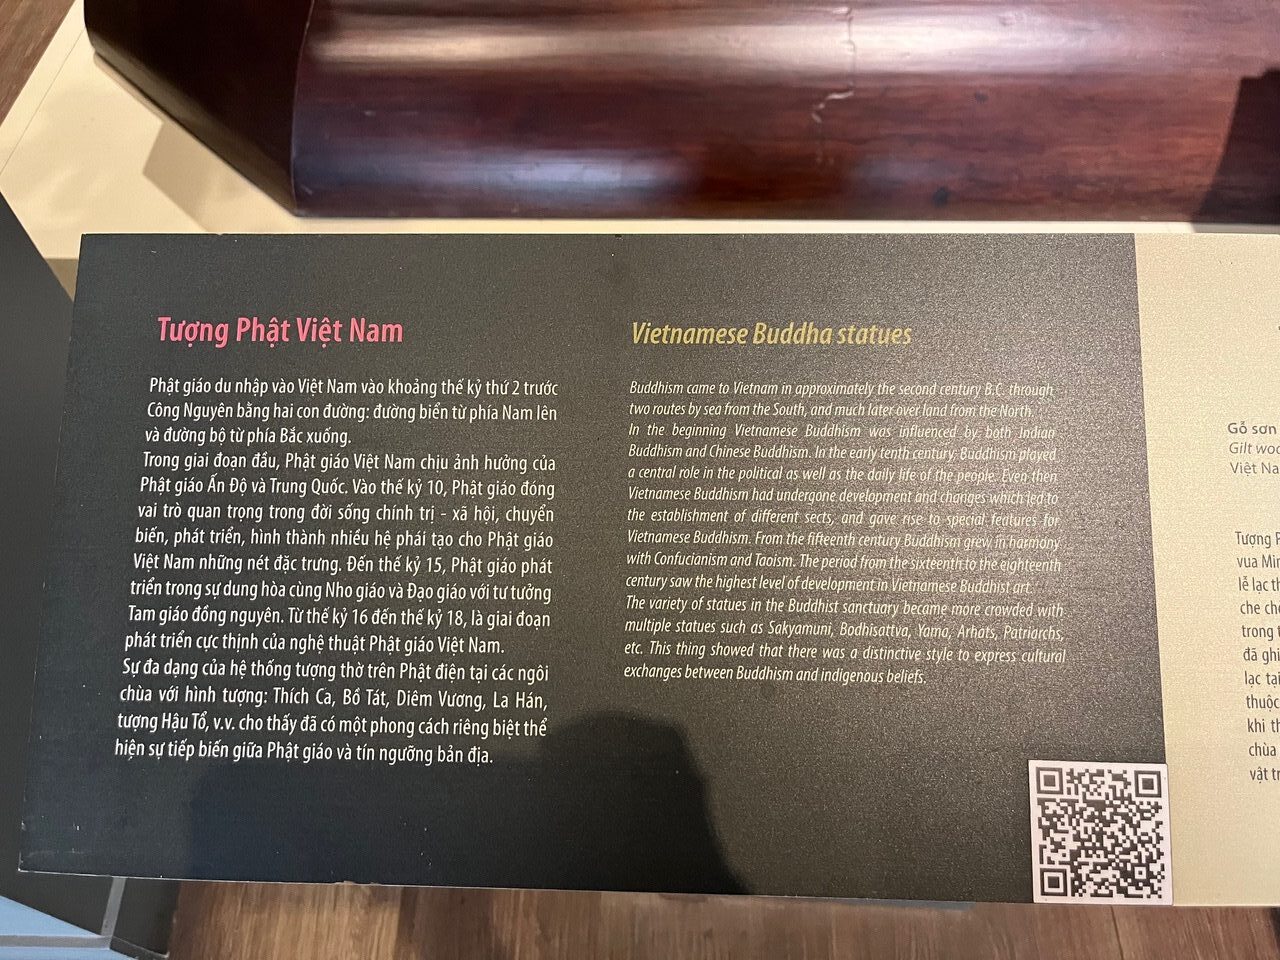 Tượng Phật Việt Nam
Phật giáo du nhập vào Việt Nam vào khoảng thế kỷ thứ 2 trước
Công Nguyên bằng hai con đường: đường biển từ phía Nam lên
và đường bộ từ phía Bắc xuống.
Trong giai đoạn đầu, Phật giáo Việt Nam chịu ảnh hưởng của
Phật giáo Ấn Độ và Trung Quốc. Vào thế kỷ 10, Phật giáo đóng
vai trò quan trọng trong đời sống chính trị - xã hội, chuyển
biến, phát triển, hình thành nhiều hệ phái tạo cho Phật giáo
Việt Nam những nét đặc trưng. Đến thế kỷ 15, Phật giáo phát
triển trong sự dung hòa cùng Nho giáo và Đạo giáo với tư tưởng
Tam giáo đồng nguyên. Từ thế kỷ 16 đến thế kỷ 18, là giai đoạn
phát triển cực thịnh của nghệ thuật Phật giáo Việt Nam.
Sự đa dạng của hệ thống tượng thờ trên Phật điện tại các ngôi
chùa với hình tượng: Thích Ca, Bồ Tát, Diêm Vương, La Hán,
tượng Hậu Tổ, v.v. cho thấy đã có một phong cách riêng biệt thể
hiện sự tiếp biến giữa Phật giáo và tín ngưỡng bản địa.
Vietnamese Buddha statues
Buddhism came to Vietnam in approximately the second century B.C. through
two routes by sea from the South, and much later over land from the North.
In the beginning Vietnamese Buddhism was influenced by both Indian
Buddhism and Chinese Buddhism. In the early tenth century, Buddhism played
a central role in the political as well as the daily life of the people. Even then
Vietnamese Buddhism had undergone development and changes which led to
the establishment of different sects, and gave rise to special features for
Vietnamese Buddhism. From the fifteenth century Buddhism grew in harmony
with Confucianism and Taoism. The period from the sixteenth to the eighteenth
century saw the highest level of development in Vietnamese Buddhist art.
The variety of statues in the Buddhist sanctuary became more crowded with
multiple statues such as Sakyamuni, Bodhisattva, Yama, Arhats, Patriarchs,
etc. This thing showed that there was a distinctive style to express cultural
exchanges between Buddhism and indigenous beliefs.
Gỗ sơn
Gilt
Việt
Tượng
vua
lễ lạc
che
trong
đã
lạc tại
thuộc
khi
chùa
vật